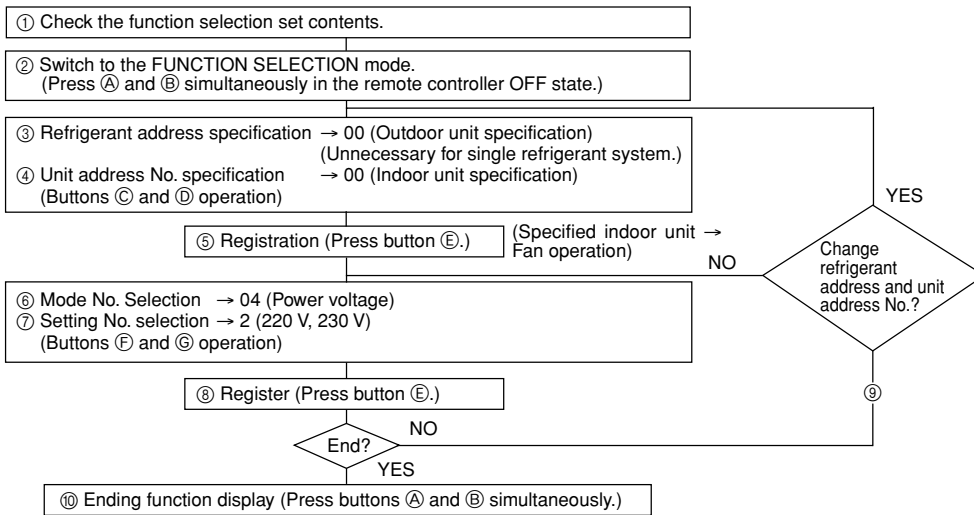 ① Check the function selection set contents.
② Switch to the FUNCTION SELECTION mode.
(Press Ⓐ and Ⓑ simultaneously in the remote controller OFF state.)
③ Refrigerant address specification → 00 (Outdoor unit specification)
(Unnecessary for single refrigerant system.)
④ Unit address No. specification → 00 (Indoor unit specification)
(Buttons Ⓒ and Ⓓ operation)
YES
⑤ Registration (Press button Ⓔ.)
(Specified indoor unit →
Fan operation)
NO
Change
refrigerant
address and unit
address No.?
⑥ Mode No. Selection → 04 (Power voltage)
⑦ Setting No. selection → 2 (220 V, 230 V)
(Buttons Ⓕ and Ⓖ operation)
⑧ Register (Press button Ⓔ.)
⑨
End?
NO
YES
⑩ Ending function display (Press buttons Ⓐ and Ⓑ simultaneously.)